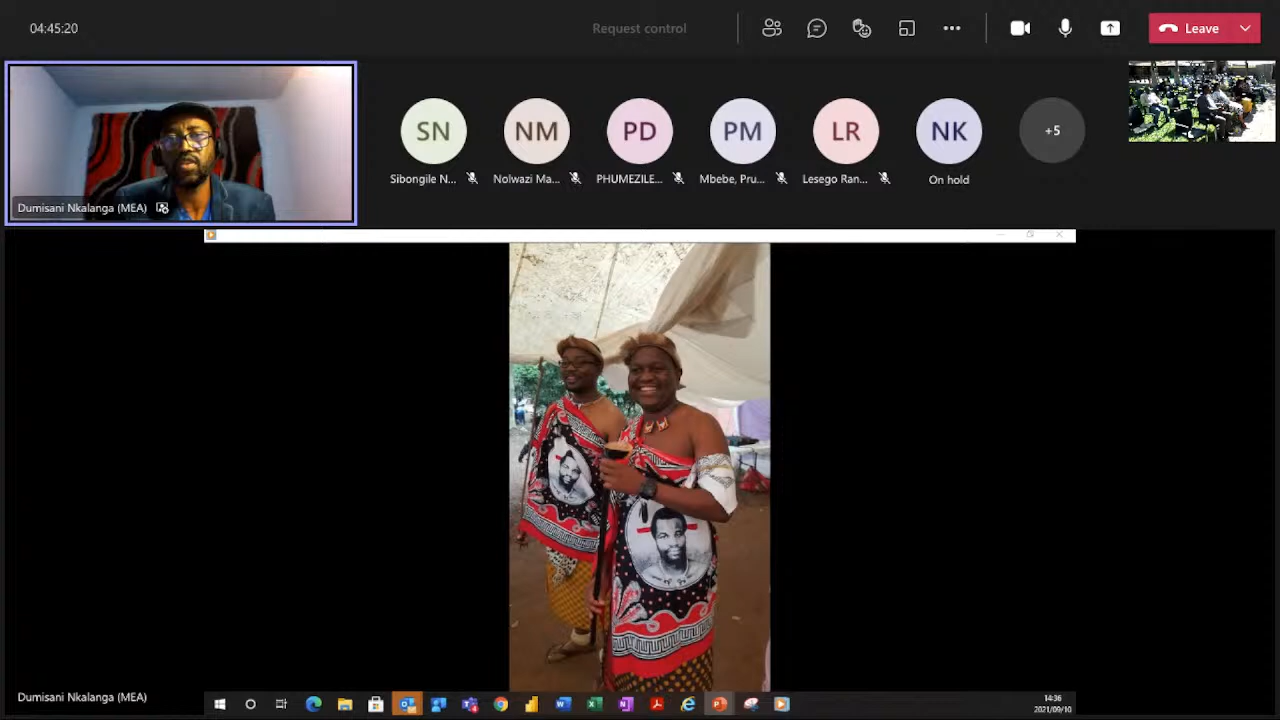 04:45:20
Request control
Leave
SN
NM
PD
PM
LR
NK
+5
Sibongile N...
Nolwazi Ma...
PHUMEZILE...
Mbebe, Pru...
Lesego Ran...
On hold
Dumisani Nkalanga (MEA)
Dumisani Nkalanga (MEA)
14:36
2021/09/10